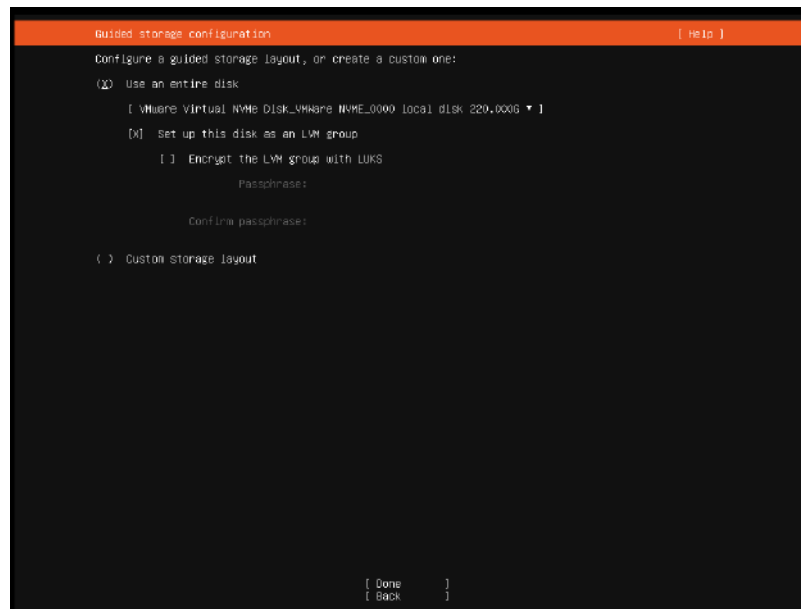 Guided storage configuration [ Help ]
Configure a guided storage layout, or create a custom one:
(X) Use an entire disk
[ VMware Virtual NVMe Disk_VMware NVME_0000 local disk 220.000G ▾ ]
[X] Set up this disk as an LVM group
[ ] Encrypt the LVM group with LUKS
Passphrase:
Confirm passphrase:
( ) Custom storage layout
[ Done ]
[ Back ]